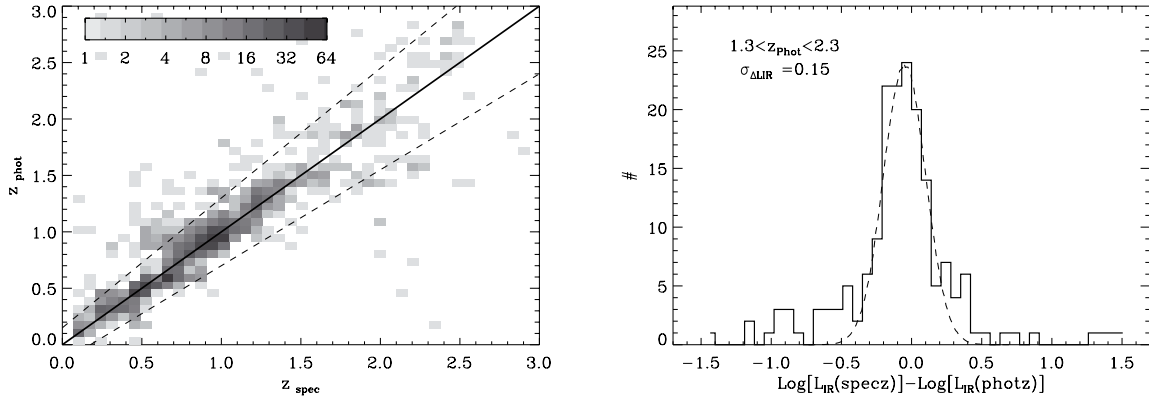 3.0
2.5
2.0
1.5
1.0
0.5
0.0
z phot
1 2 4 8 16 32 64
0.0 0.5 1.0 1.5 2.0 2.5 3.0
z spec
25
20
15
10
5
0
#
1.3<zPhot<2.3
σΔLIR =0.15
−1.5 −1.0 −0.5 0.0 0.5 1.0 1.5
Log[LIR(specz)]−Log[LIR(photz)]